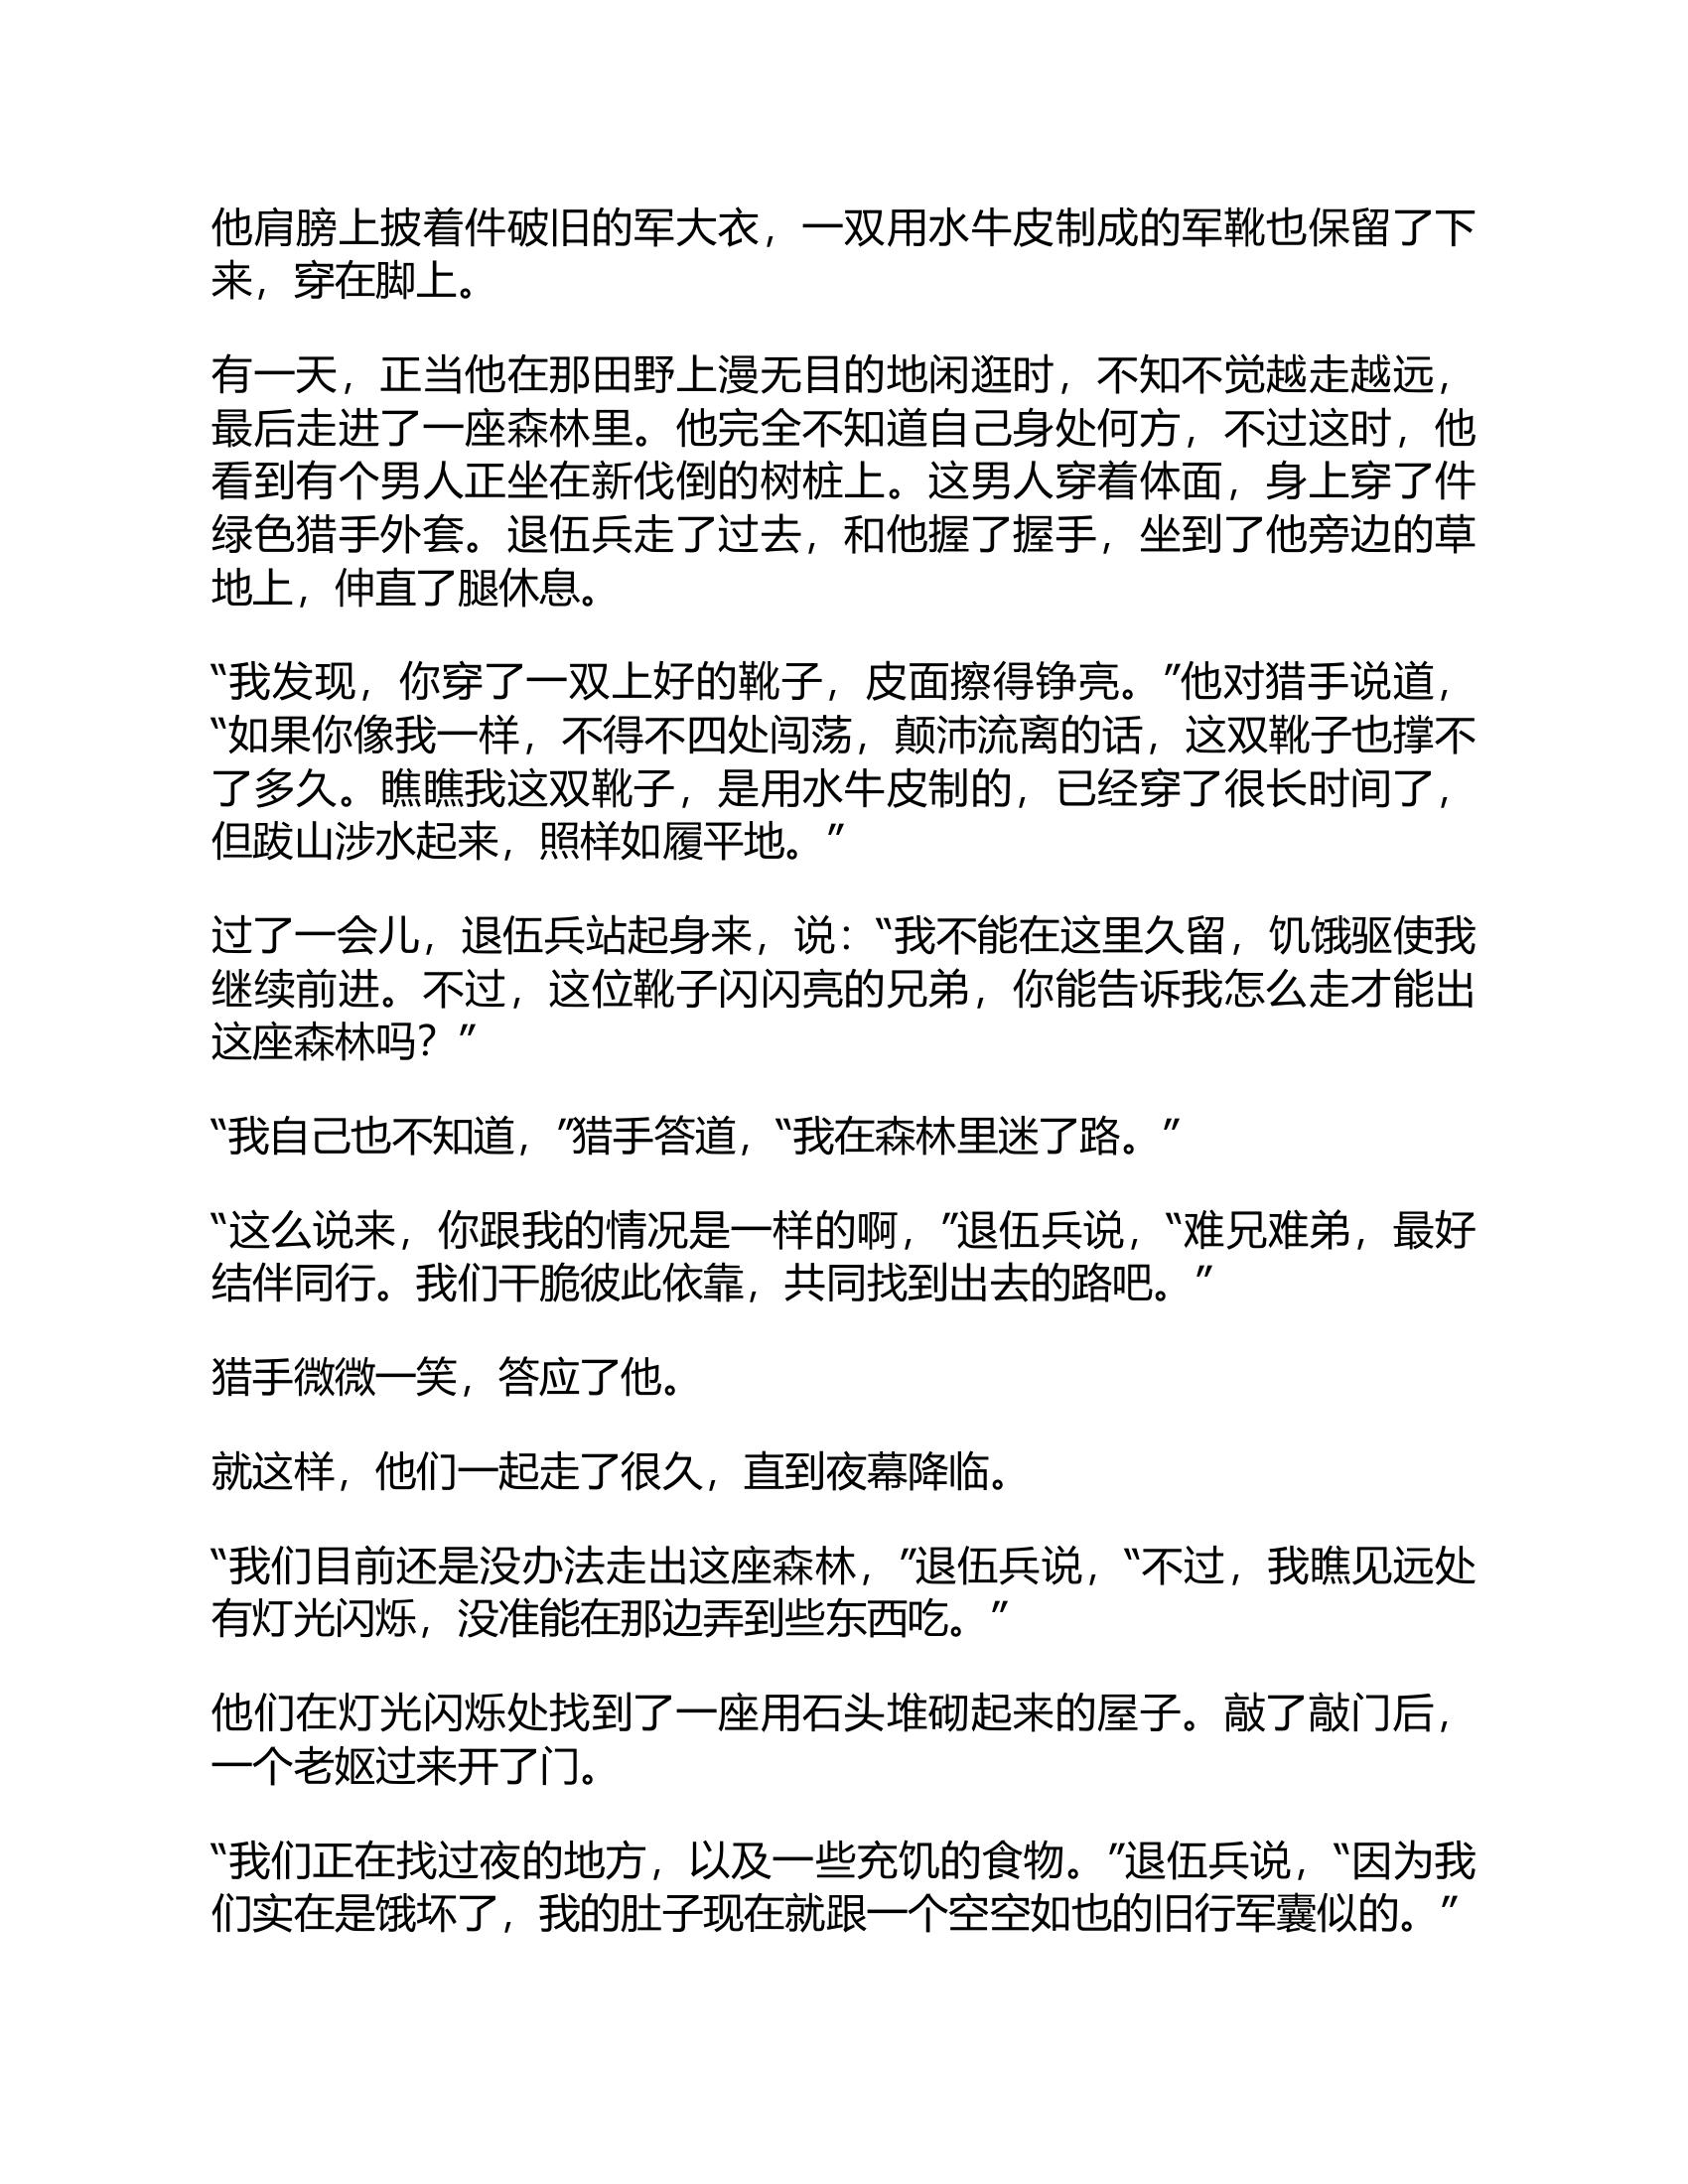 他肩膀上披着件破旧的军大衣，一双用水牛皮制成的军靴也保留了下
来，穿在脚上。
有一天，正当他在那田野上漫无目的地闲逛时，不知不觉越走越远，
最后走进了一座森林里。他完全不知道自己身处何方，不过这时，他
看到有个男人正坐在新伐倒的树桩上。这男人穿着体面，身上穿了件
绿色猎手外套。退伍兵走了过去，和他握了握手，坐到了他旁边的草
地上，伸直了腿休息。
“我发现，你穿了一双上好的靴子，皮面擦得铮亮。”他对猎手说道，
“如果你像我一样，不得不四处闯荡，颠沛流离的话，这双靴子也撑不
了多久。瞧瞧我这双靴子，是用水牛皮制的，已经穿了很长时间了，
但跋山涉水起来，照样如履平地。”
过了一会儿，退伍兵站起身来，说：“我不能在这里久留，饥饿驱使我
继续前进。不过，这位靴子闪闪亮的兄弟，你能告诉我怎么走才能出
这座森林吗？”
“我自己也不知道，”猎手答道，“我在森林里迷了路。”
“这么说来，你跟我的情况是一样的啊，”退伍兵说，“难兄难弟，最好
结伴同行。我们干脆彼此依靠，共同找到出去的路吧。”
猎手微微一笑，答应了他。
就这样，他们一起走了很久，直到夜幕降临。
“我们目前还是没办法走出这座森林，”退伍兵说，“不过，我瞧见远处
有灯光闪烁，没准能在那边弄到些东西吃。”
他们在灯光闪烁处找到了一座用石头堆砌起来的屋子。敲了敲门后，
一个老妪过来开了门。
“我们正在找过夜的地方，以及一些充饥的食物。”退伍兵说，“因为我
们实在是饿坏了，我的肚子现在就跟一个空空如也的旧行军囊似的。”